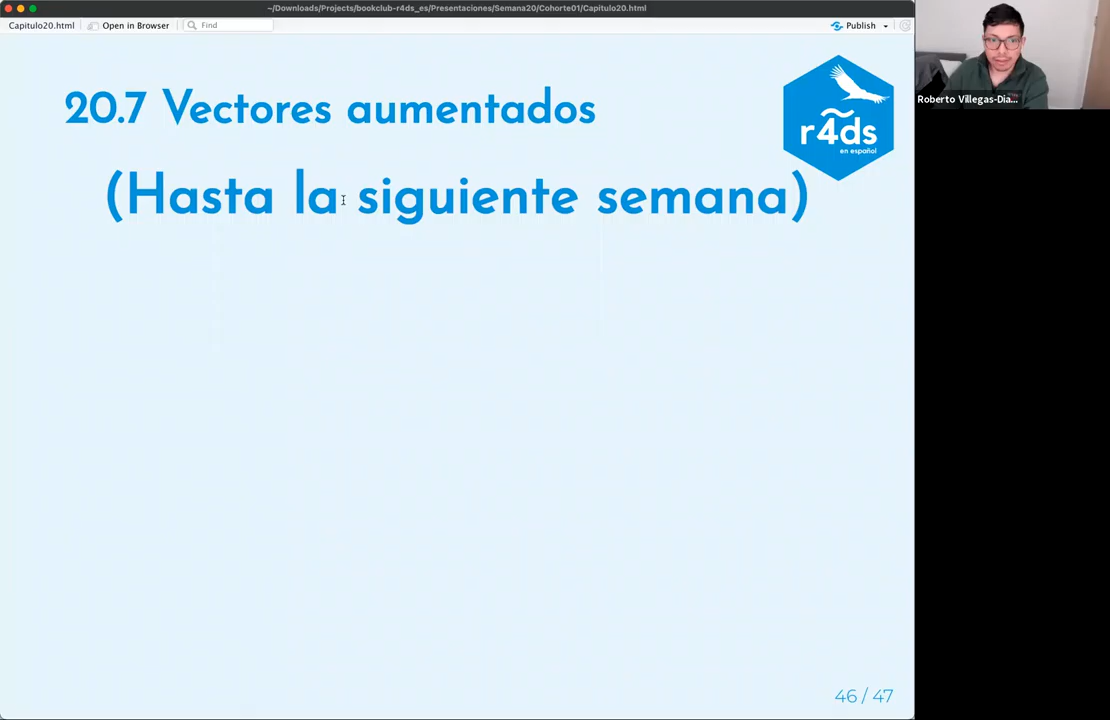 ~/Downloads/Projects/bookclub-r4ds_es/Presentaciones/Semana20/Cohorte01/Capitulo20.html
Capitulo20.html
Open in Browser
Find
Publish
20.7 Vectores aumentados
(Hasta la siguiente semana)
r4ds
en español
Roberto Villegas-Dia...
46 / 47